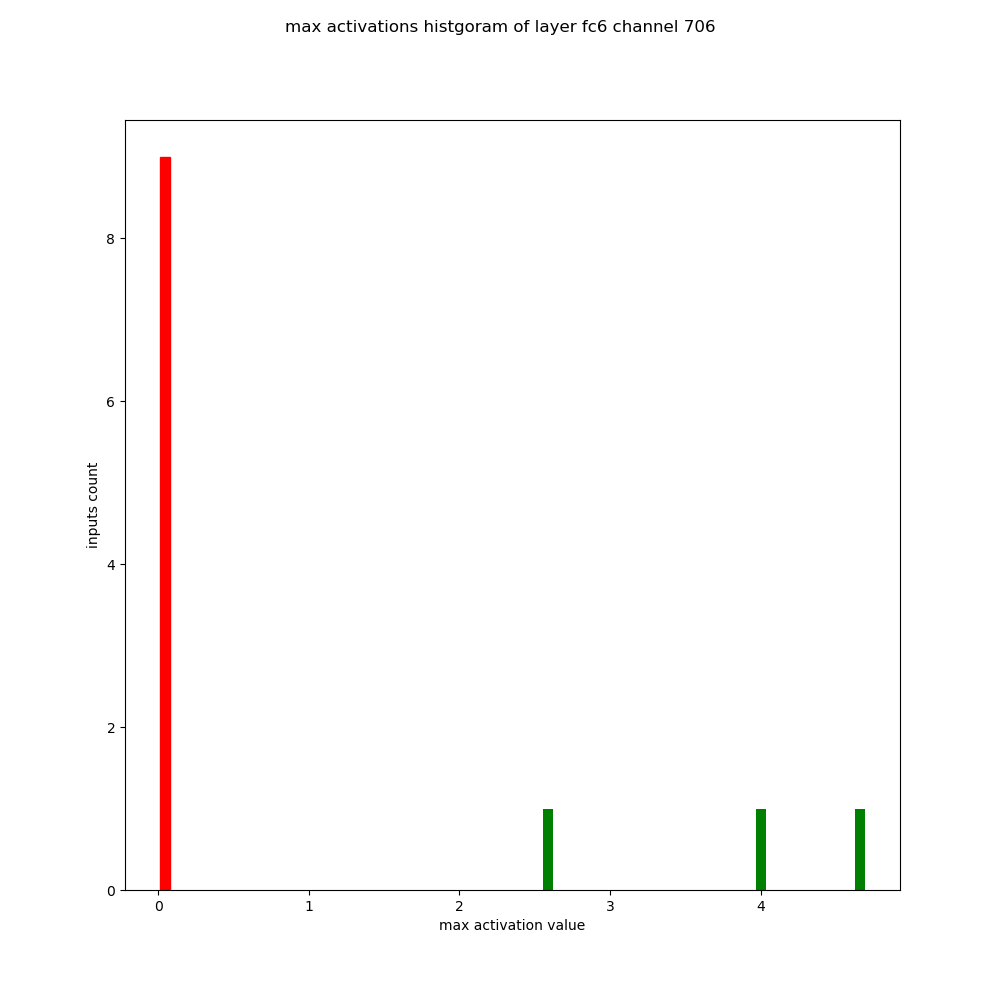 max activations histgoram of layer fc6 channel 706
8
6
4
2
0
inputs count
0 1 2 3 4
max activation value